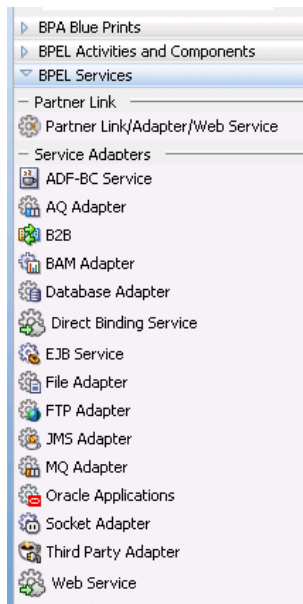 BPA Blue Prints
BPEL Activities and Components
BPEL Services
Partner Link
Partner Link/Adapter/Web Service
Service Adapters
ADF-BC Service
AQ Adapter
B2B
BAM Adapter
Database Adapter
Direct Binding Service
EJB Service
File Adapter
FTP Adapter
JMS Adapter
MQ Adapter
Oracle Applications
Socket Adapter
Third Party Adapter
Web Service